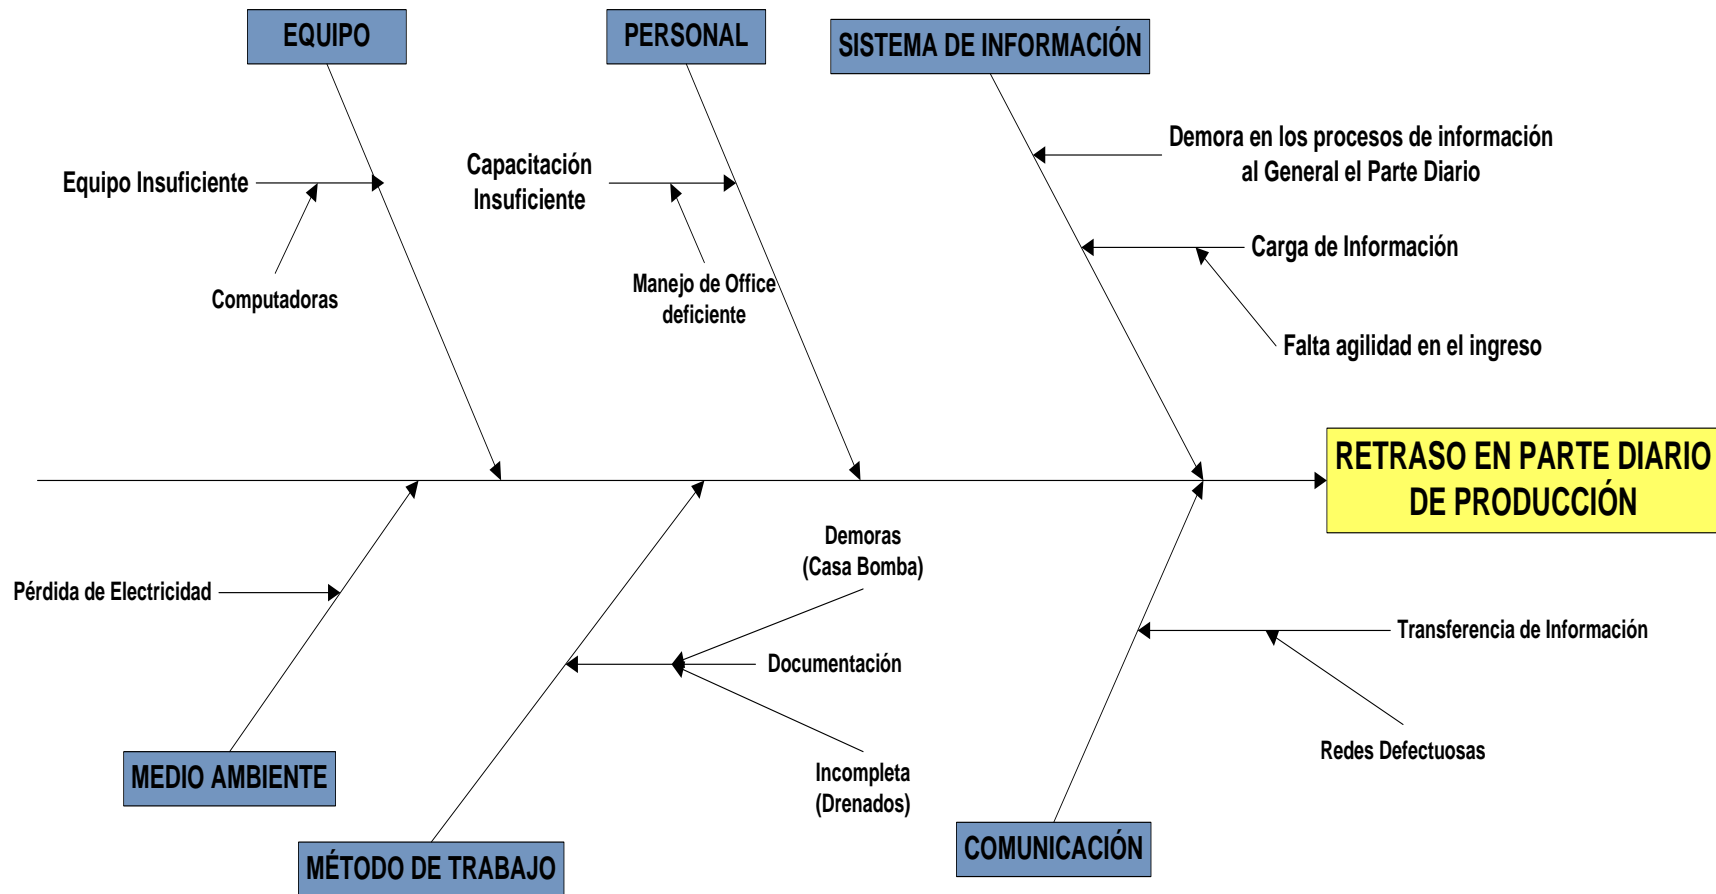 EQUIPO
PERSONAL
SISTEMA DE INFORMACIÓN
Demora en los procesos de información
al General el Parte Diario
Capacitación
Insuficiente
Equipo Insuficiente
Carga de Información
Manejo de Office
deficiente
Computadoras
Falta agilidad en el ingreso
RETRASO EN PARTE DIARIO
DE PRODUCCIÓN
Demoras
(Casa Bomba)
Pérdida de Electricidad
Transferencia de Información
Documentación
Redes Defectuosas
Incompleta
(Drenados)
MEDIO AMBIENTE
COMUNICACIÓN
MÉTODO DE TRABAJO